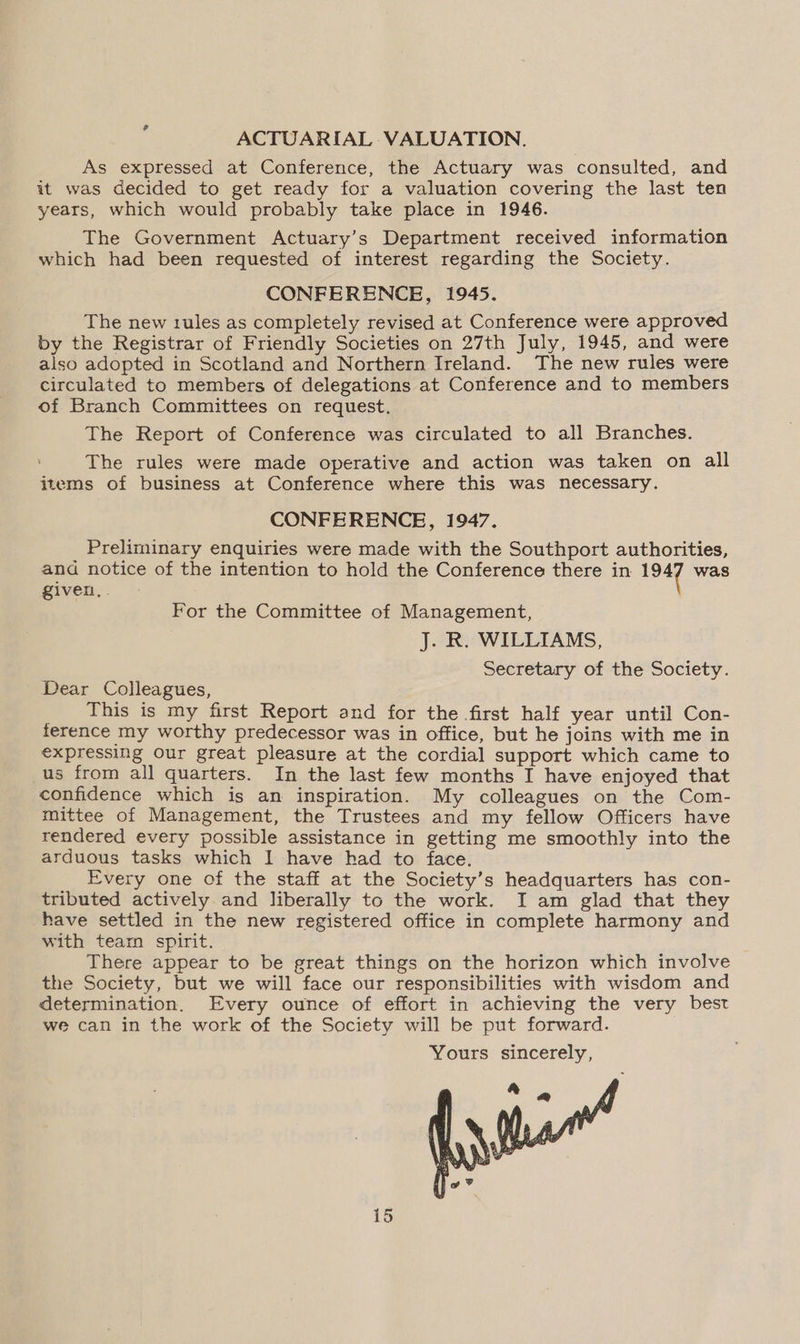 ACTUARIAL VALUATION.
As expressed at Conference, the Actuary was consulted, and
it was decided to get ready for a valuation covering the last ten
years, which would probably take place in 1946.
The Government Actuary's Department received information
which had been requested of interest regarding the Society.
CONFERENCE, 1945.
The new rules as completely revised at Conference were approved
by the Registrar of Friendly Societies on 27th July, 1945, and were
also adopted in Scotland and Northern Ireland. The new rules were
circulated to members of delegations at Conference and to members
of Branch Committees on request.
The Report of Conference was circulated to all Branches.
The rules were made operative and action was taken on all
items of business at Conference where this was necessary.
CONFERENCE, 1947.
Preliminary enquiries were made with the Southport authorities,
and notice of the intention to hold the Conference there in 1947 was
given.
For the Committee of Management,
J. R. WILLIAMS,
Secretary of the Society.
Dear Colleagues,
This is my first Report and for the first half year until Con-
ference my worthy predecessor was in office, but he joins with me in
expressing our great pleasure at the cordial support which came to
us from all quarters. In the last few months I have enjoyed that
confidence which is an inspiration. My colleagues on the Com-
mittee of Management, the Trustees and my fellow Officers have
rendered every possible assistance in getting me smoothly into the
arduous tasks which I have had to face.
Every one of the staff at the Society's headquarters has con-
tributed actively and liberally to the work. I am glad that they
have settled in the new registered office in complete harmony and
with team spirit.
There appear to be great things on the horizon which involve
the Society, but we will face our responsibilities with wisdom and
determination. Every ounce of effort in achieving the very best
we can in the work of the Society will be put forward.
Yours sincerely,
15